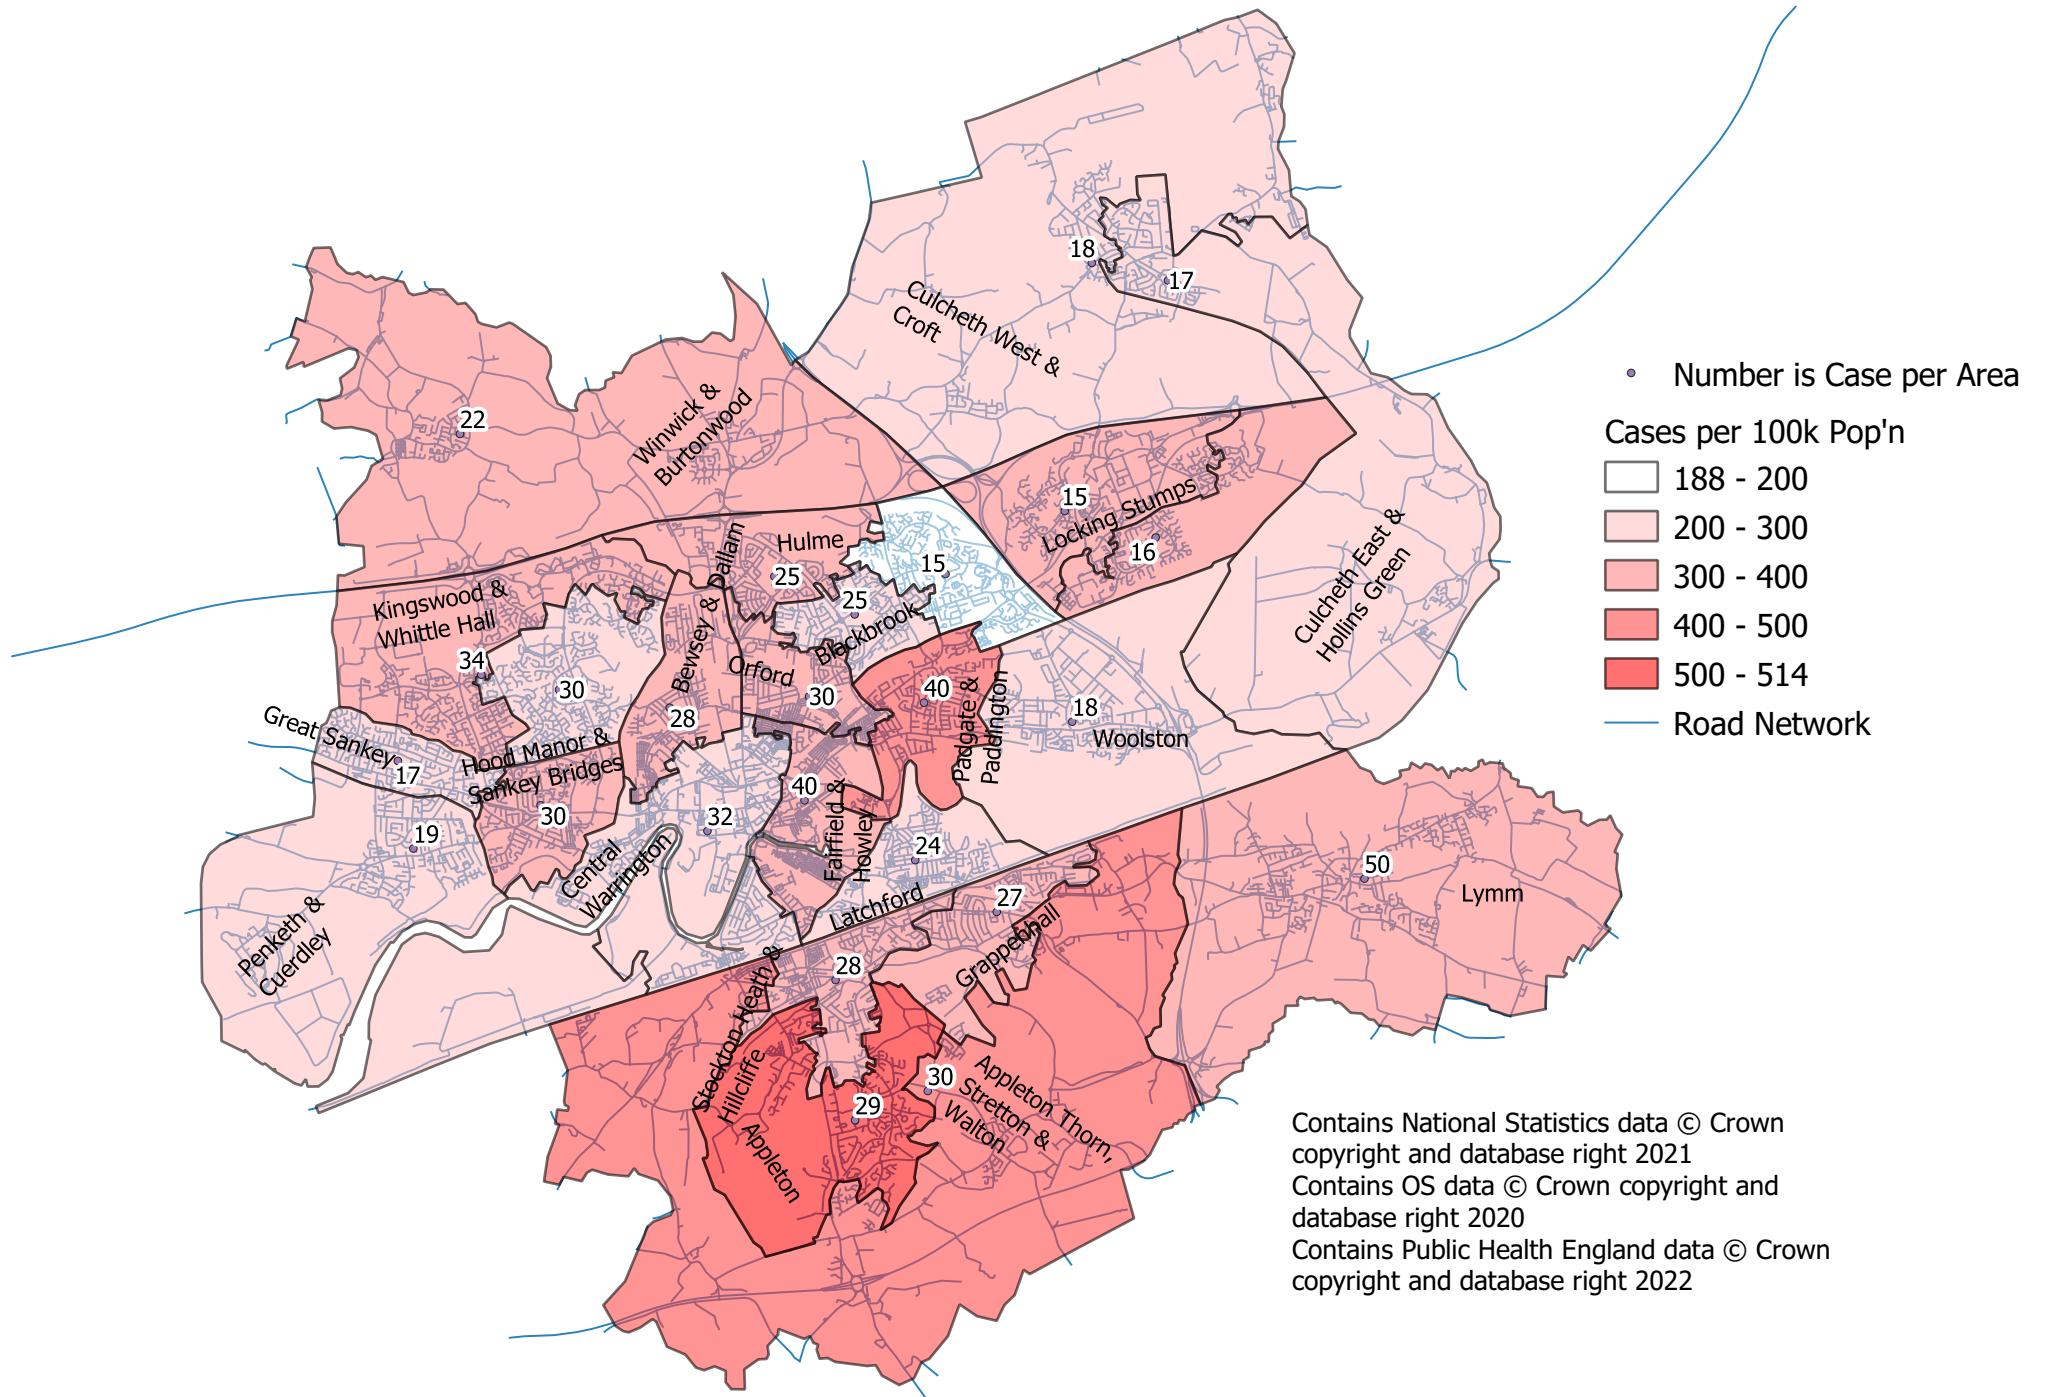 18
17
Culcheth West &
Croft
Number is Case per Area
Cases per 100k Pop'n
188 - 200
200 - 300
300 - 400
400 - 500
500 - 514
Road Network
22
Winwick &
Burtonwood
15
Locking Stumps
16
Culcheth East &
Hollins Green
Hulme
25
15
25
Blackbrook
Bewsey & Dallam
28
Kingswood &
Whittle Hall
34
30
Orford
30
40
Padgate &
Paddington
18
Woolston
Great Sankey
17
Hood Manor &
Sankey Bridges
30
19
Penketh &
Cuerdley
32
Central
Warrington
40
Fairfield &
Howley
24
Latchford
27
Grappenhall
50
Lymm
28
Stockton Heath &
Hillcliffe
29
Appleton
30
Appleton Thorn,
Stretton &
Walton
Contains National Statistics data © Crown
copyright and database right 2021
Contains OS data © Crown copyright and
database right 2020
Contains Public Health England data © Crown
copyright and database right 2022